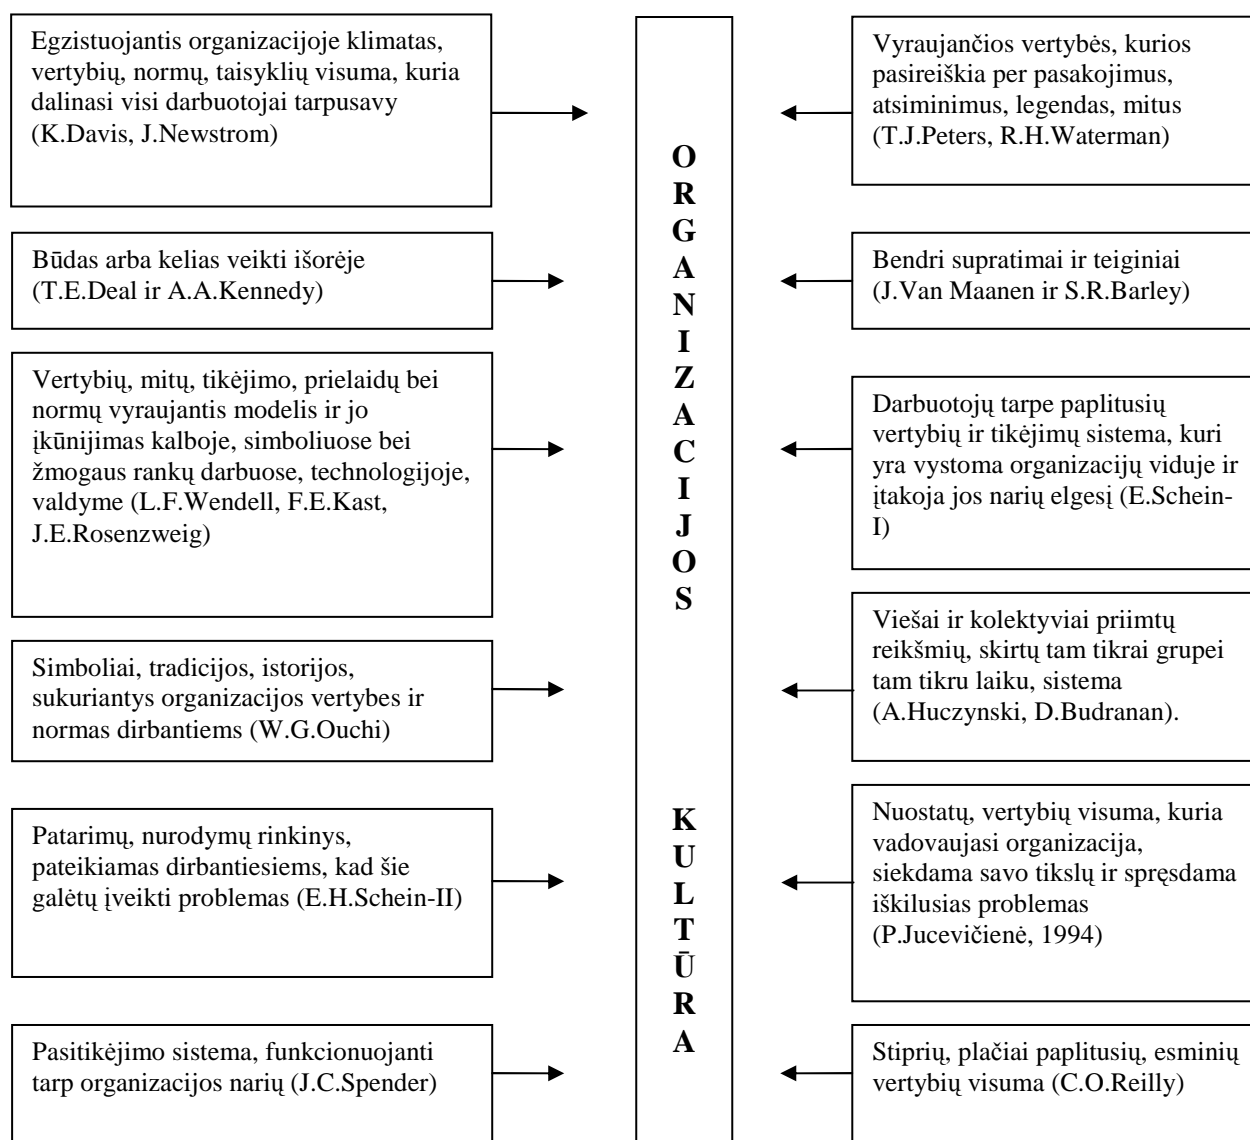 Egzistuojantis organizacijoje klimatas,
vertybių, normų, taisyklių visuma, kuria
dalinasi visi darbuotojai tarpusavy
(K.Davis, J.Newstrom)
Būdas arba kelias veikti išorėje
(T.E.Deal ir A.A.Kennedy)
Vertybių, mitų, tikėjimo, prielaidų bei
normų vyraujantis modelis ir jo
įkūnijimas kalboje, simboliuose bei
žmogaus rankų darbuose, technologijoje,
valdyme (L.F.Wendell, F.E.Kast,
J.E.Rosenzweig)
Simboliai, tradicijos, istorijos,
sukuriantys organizacijos vertybes ir
normas dirbantiems (W.G.Ouchi)
Patarimų, nurodymų rinkinys,
pateikiamas dirbantiesiems, kad šie
galėtų įveikti problemas (E.H.Schein-II)
Pasitikėjimo sistema, funkcionuojanti
tarp organizacijos narių (J.C.Spender)
O
R
G
A
N
I
Z
A
C
I
J
O
S
K
U
L
T
Ū
R
A
Vyraujančios vertybės, kurios
pasireiškia per pasakojimus,
atsiminimus, legendas, mitus
(T.J.Peters, R.H.Waterman)
Bendri supratimai ir teiginiai
(J.Van Maanen ir S.R.Barley)
Darbuotojų tarpe paplitusių
vertybių ir tikėjimų sistema, kuri
yra vystoma organizacijų viduje ir
įtakoja jos narių elgesį (E.Schein-
I)
Viešai ir kolektyviai priimtų
reikšmių, skirtų tam tikrai grupei
tam tikru laiku, sistema
(A.Huczynski, D.Budranan).
Nuostatų, vertybių visuma, kuria
vadovaujasi organizacija,
siekdama savo tikslų ir spręsdama
iškilusias problemas
(P.Jucevičienė, 1994)
Stiprių, plačiai paplitusių, esminių
vertybių visuma (C.O.Reilly)